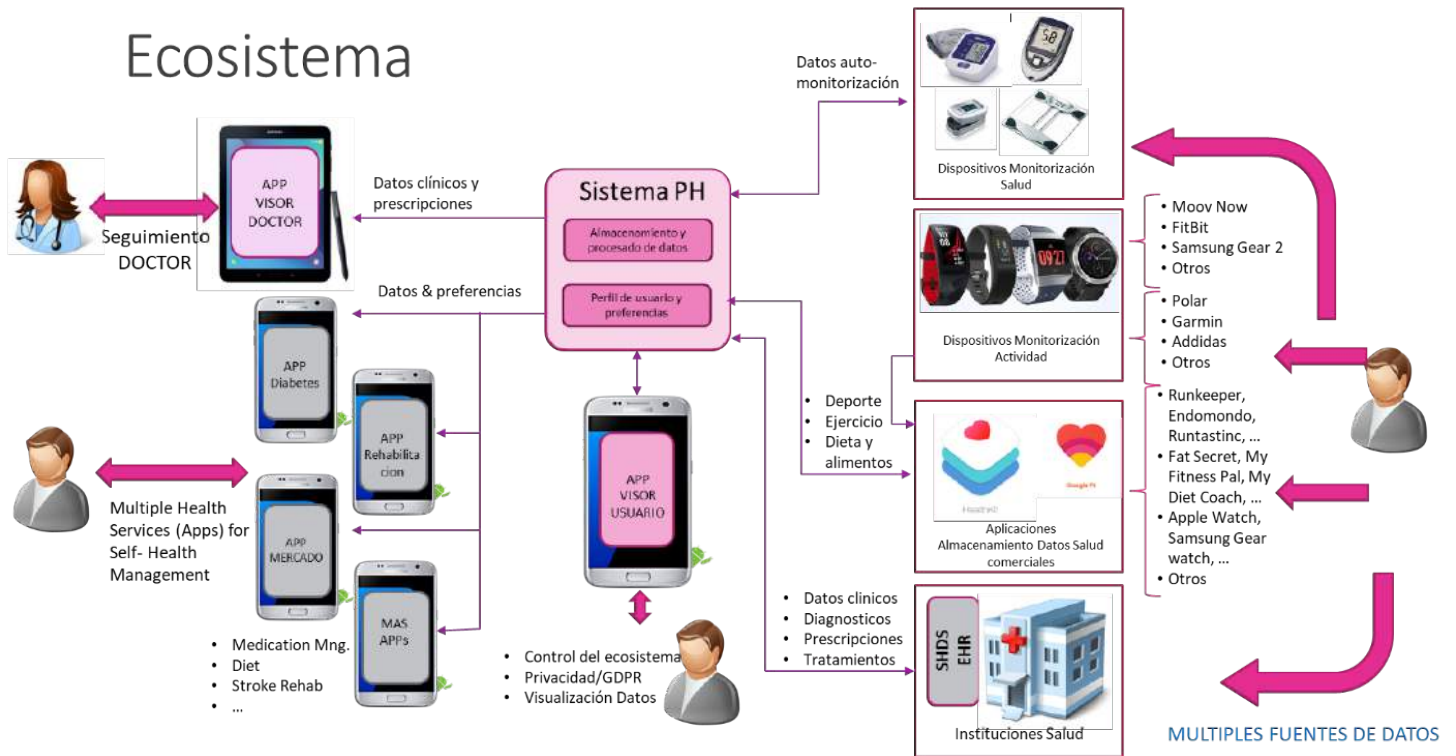 Ecosistema
APP
VISOR
DOCTOR
Seguimiento
DOCTOR
Datos clínicos y
prescripciones
Datos & preferencias
Sistema PH
Almacenamiento y
procesado de datos
Perfil de usuario y
preferencias
Datos auto-
monitorización
Dispositivos Monitorización
Salud
Dispositivos Monitorización
Actividad
• Moov Now
• FitBit
• Samsung Gear 2
• Otros
• Polar
• Garmin
• Addidas
• Otros
• Runkeeper,
Endomondo,
Runtastinc, ...
• Fat Secret, My
Fitness Pal, My
Diet Coach, ...
• Apple Watch,
Samsung Gear
watch, ...
• Otros
• Deporte
• Ejercicio
• Dieta y
alimentos
HealthKit
Google Fit
Aplicaciones
Almacenamiento Datos Salud
comerciales
APP
Diabetes
APP
Rehabilita
cion
APP
MERCADO
MAS
APPs
Multiple Health
Services (Apps) for
Self- Health
Management
• Medication Mng.
• Diet
• Stroke Rehab
• ...
APP
VISOR
USUARIO
• Control del ecosistema
• Privacidad/GDPR
• Visualización Datos
• Datos clinicos
• Diagnosticos
• Prescripciones
• Tratamientos
SHDS
EHR
Instituciones Salud
MULTIPLES FUENTES DE DATOS